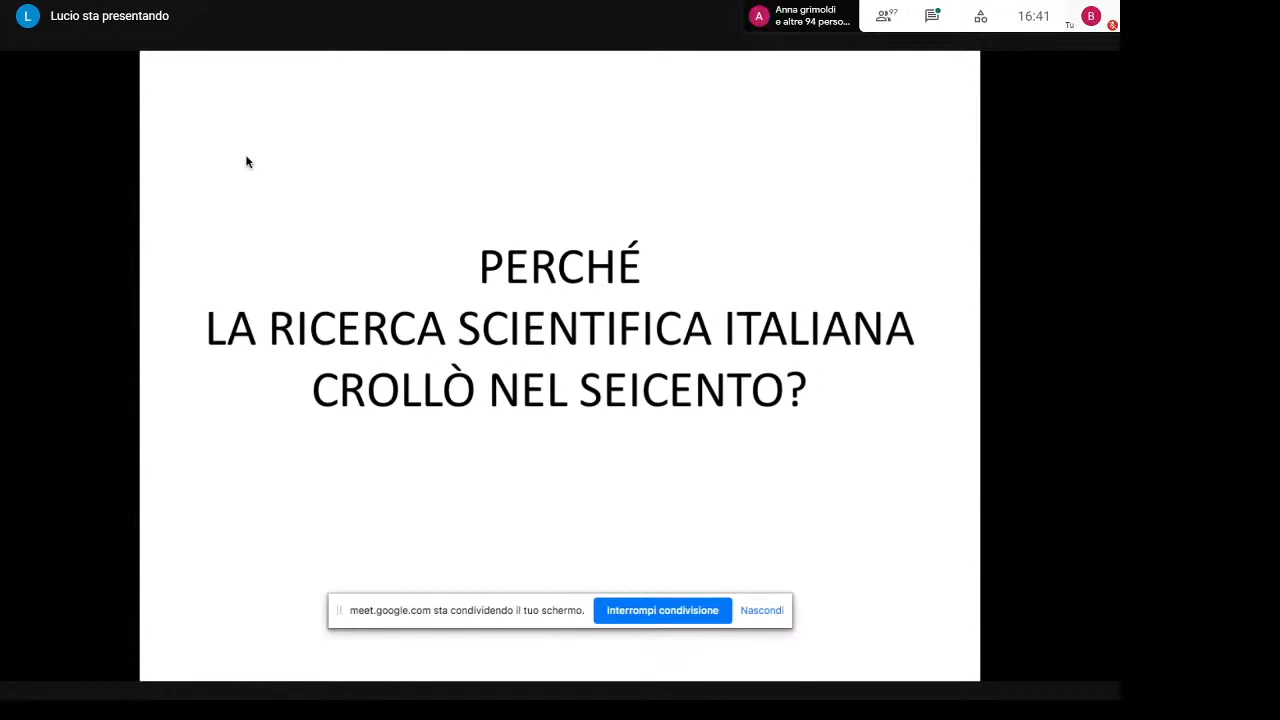 L Lucio sta presentando
A Anna grimoldi
e altre 94 perso...
97
16:41
Tu
B
PERCHÉ
LA RICERCA SCIENTIFICA ITALIANA
CROLLÒ NEL SEICENTO?
meet.google.com sta condividendo il tuo schermo. Interrompi condivisione Nascondi